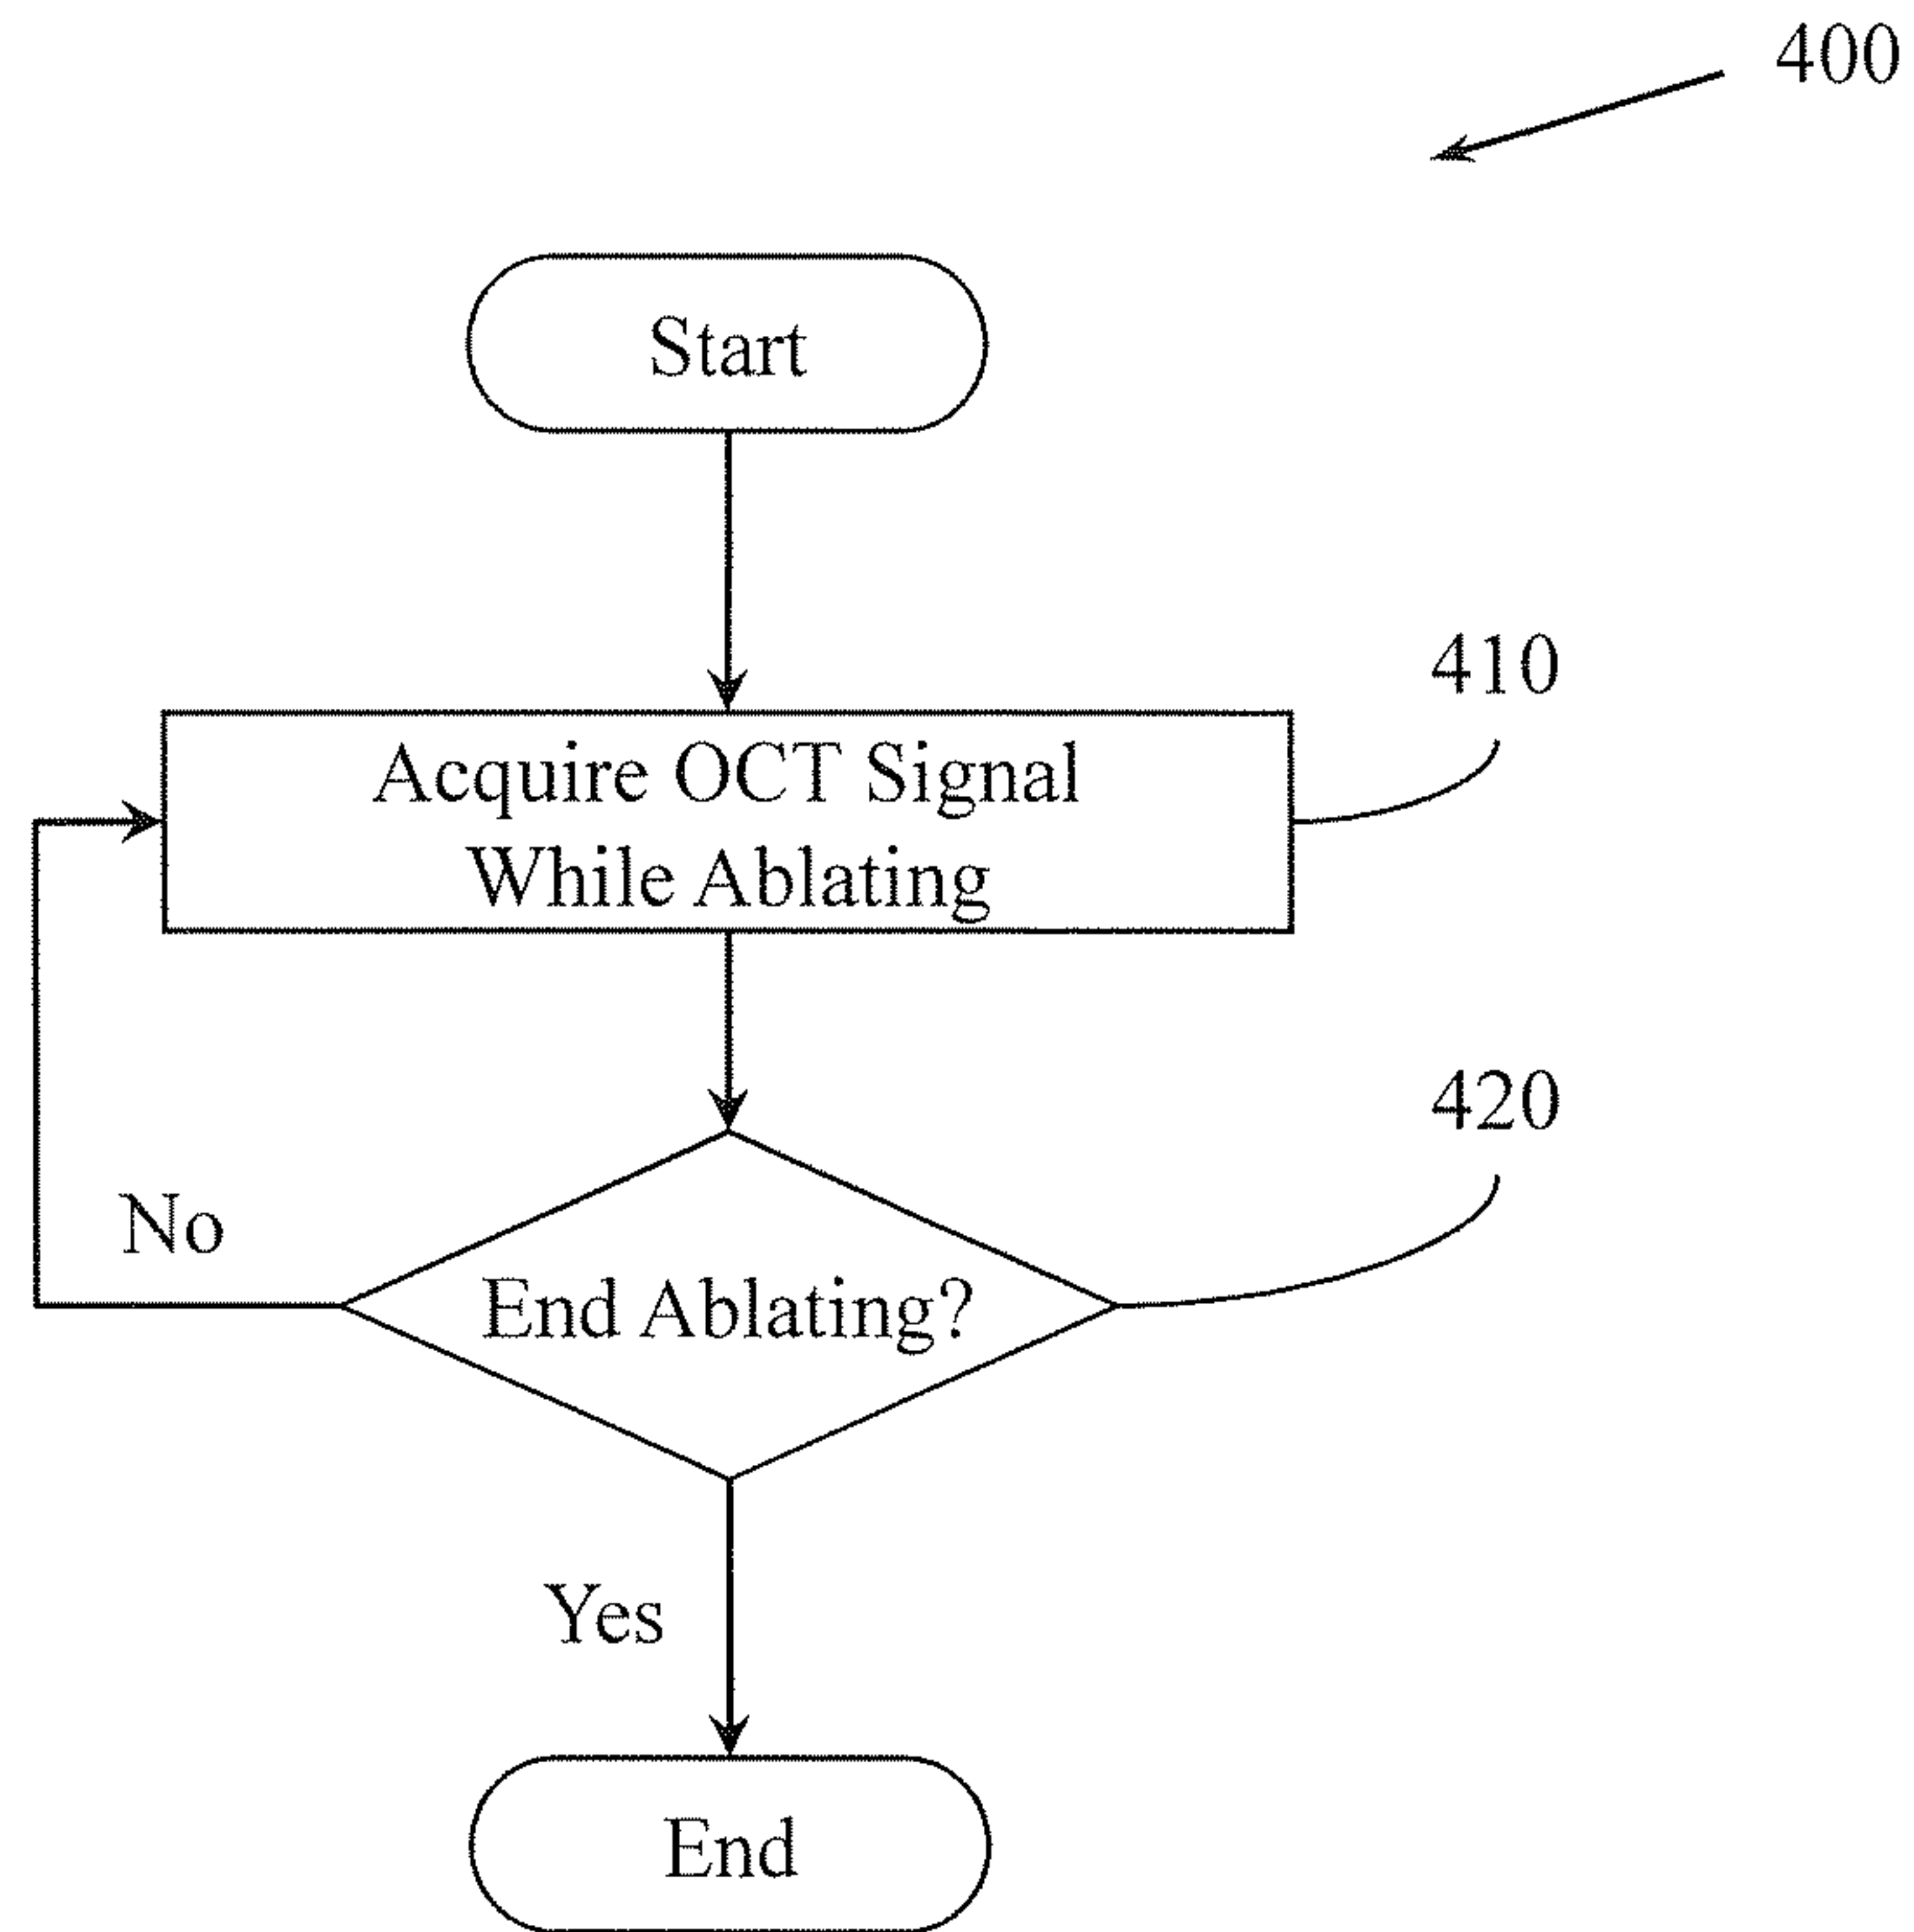 400
Start
410
Acquire OCT Signal
While Ablating
420
No
End Ablating?
Yes
End